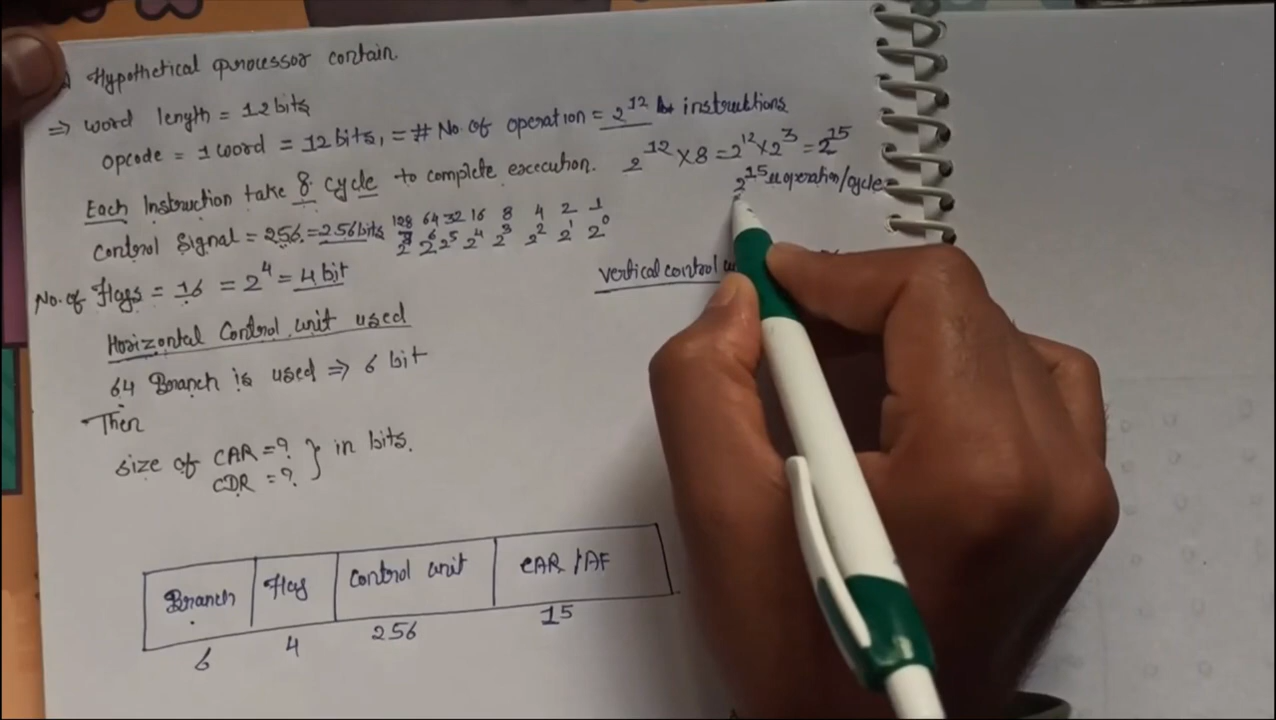 Hypothetical processor contain.
⇒ word length = 12 bits
opcode = 1 word = 12 bits, = # No. of operation = 2^12 instructions
Each Instruction take 8 cycle to complete execution. 2^12 × 8 = 2^12 × 2^3 = 2^15
2^15 μ operation/cycle
128 64 32 16 8 4 2 1
Control Signal = 256 = 256 bits 2^7 2^6 2^5 2^4 2^3 2^2 2^1 2^0
No. of Flags = 16 = 2^4 = 4 bit
vertical control
Horizontal Control unit used
64 Branch is used ⇒ 6 bit
Then
size of CAR = ? } in bits.
CDR = ?
Branch Flag Control unit CAR / AF
6 4 256 15